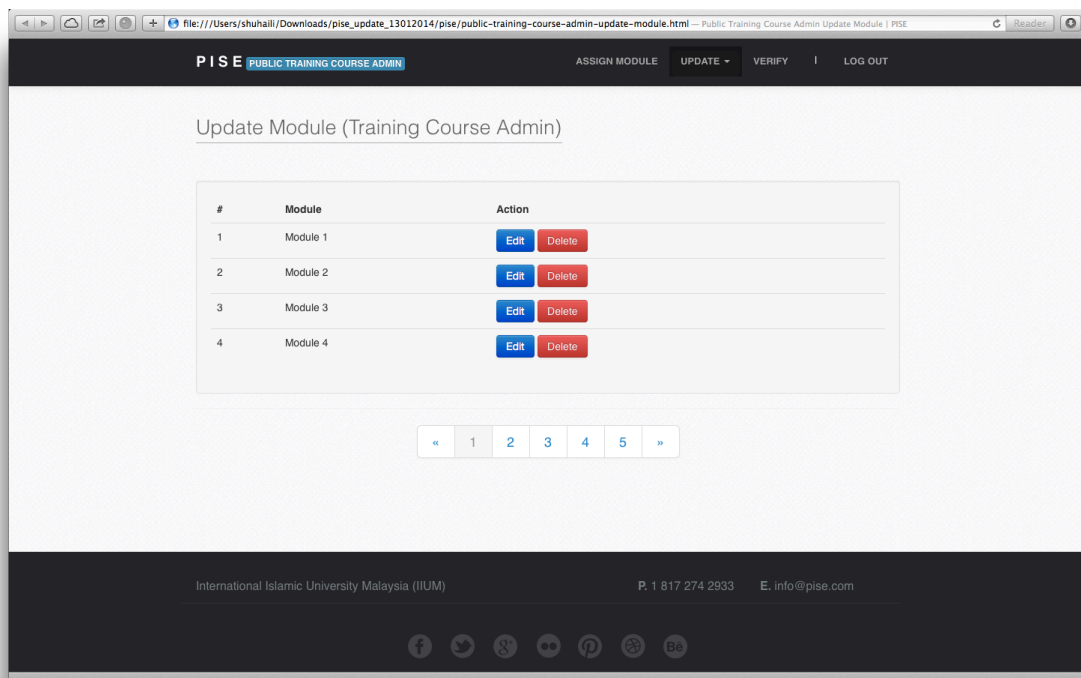 file:///Users/shuhaili/Downloads/pise_update_13012014/pise/public-training-course-admin-update-module.html — Public Training Course Admin Update Module | PISE
Reader
PISE PUBLIC TRAINING COURSE ADMIN
ASSIGN MODULE UPDATE VERIFY | LOG OUT
Update Module (Training Course Admin)
# Module Action
1 Module 1 Edit Delete
2 Module 2 Edit Delete
3 Module 3 Edit Delete
4 Module 4 Edit Delete
« 1 2 3 4 5 »
International Islamic University Malaysia (IIUM) P. 1 817 274 2933 E. info@pise.com